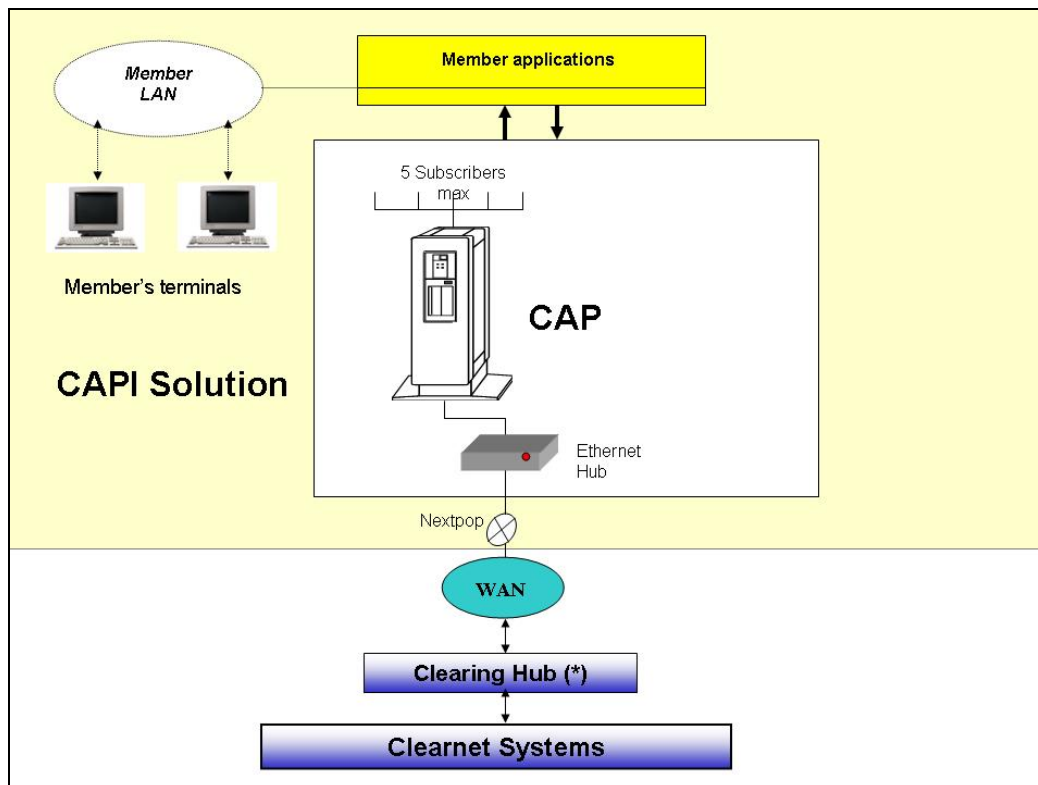 Member
LAN
Member applications
5 Subscribers
max
Member's terminals
CAP
CAPI Solution
Ethernet
Hub
Nextpop
WAN
Clearing Hub (*)
Clearnet Systems